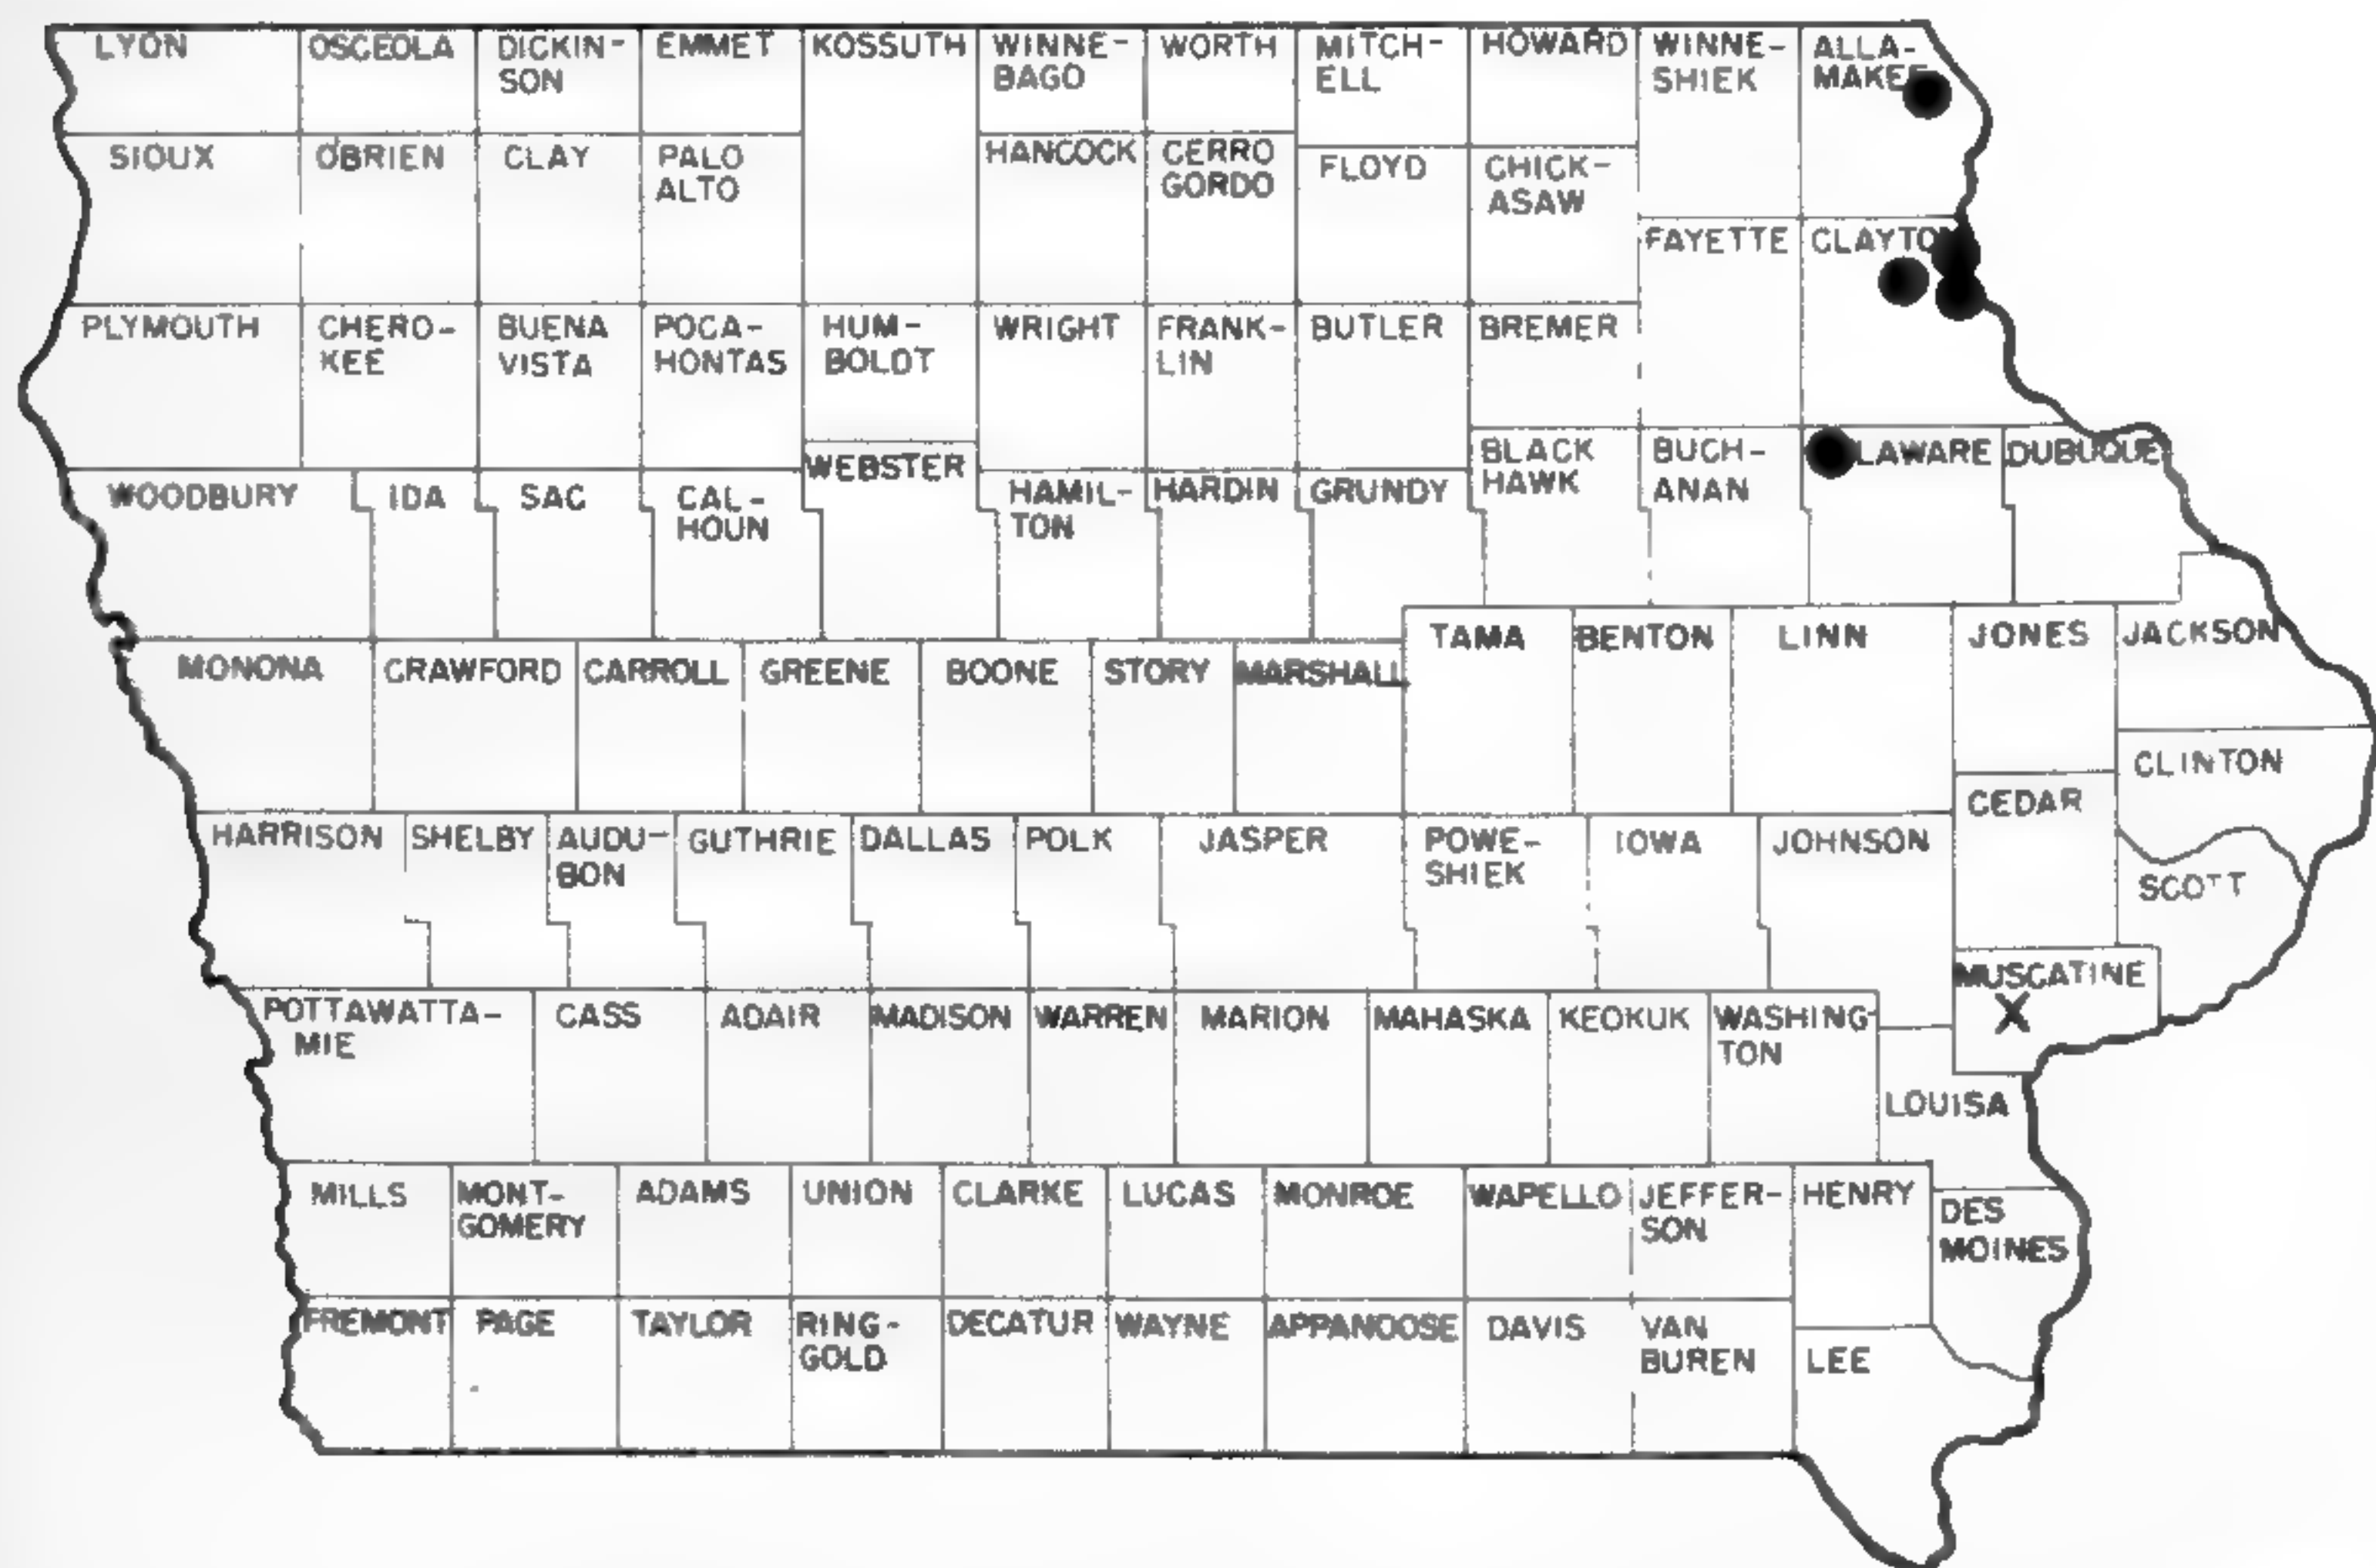 LYON
OSCEOLA
DICKIN-
SON
EMMET
KOSSUTH
WINNE-
BAGO
WORTH
MITCH-
ELL
HOWARD
WINNE-
SHIEK
ALLA-
MAKEE
SIOUX
O'BRIEN
CLAY
PALO
ALTO
HANCOCK
CERRO
GORDO
FLOYD
CHICK-
ASAW
FAYETTE
CLAYTON
PLYMOUTH
CHERO-
KEE
BUENA
VISTA
POCA-
HONTAS
HUM-
BOLDT
WRIGHT
FRANK-
LIN
BUTLER
BREMER
WOODBURY
IDA
SAC
CAL-
HOUN
WEBSTER
HAMIL-
TON
HARDIN
GRUNDY
BLACK
HAWK
BUCH-
ANAN
LAWARE
DUBUQUE
MONONA
CRAWFORD
CARROLL
GREENE
BOONE
STORY
MARSHALL
TAMA
BENTON
LINN
JONES
JACKSON
CLINTON
CEDAR
SCOTT
HARRISON
SHELBY
AUDU-
BON
GUTHRIE
DALLAS
POLK
JASPER
POWE-
SHIEK
IOWA
JOHNSON
MUSCATINE
X
POTTAWATTA-
MIE
CASS
ADAIR
MADISON
WARREN
MARION
MAHASKA
KEOKUK
WASHING-
TON
LOUISA
MILLS
MONT-
GOMERY
ADAMS
UNION
CLARKE
LUCAS
MONROE
WAPELLO
JEFFER-
SON
HENRY
DES
MOINES
FREMONT
PAGE
TAYLOR
RING-
GOLD
DECATUR
WAYNE
APPANOOSE
DAVIS
VAN
BUREN
LEE